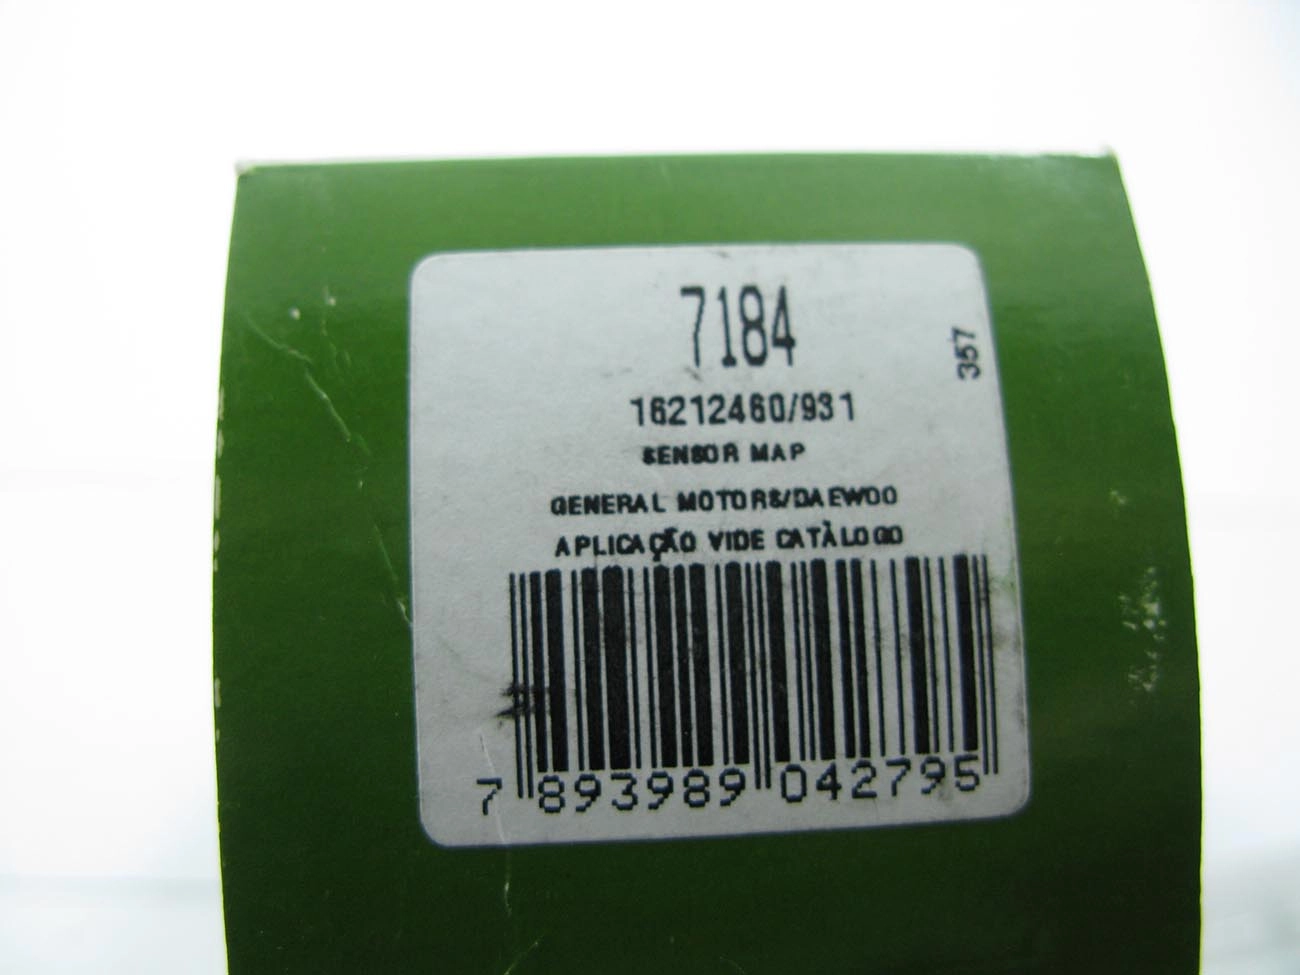 7184
357
16212460/931
SENSOR MAP
GENERAL MOTORS/DAEWOO
APLICAÇÃO VIDE CATÀLOGO
7 893989 042795